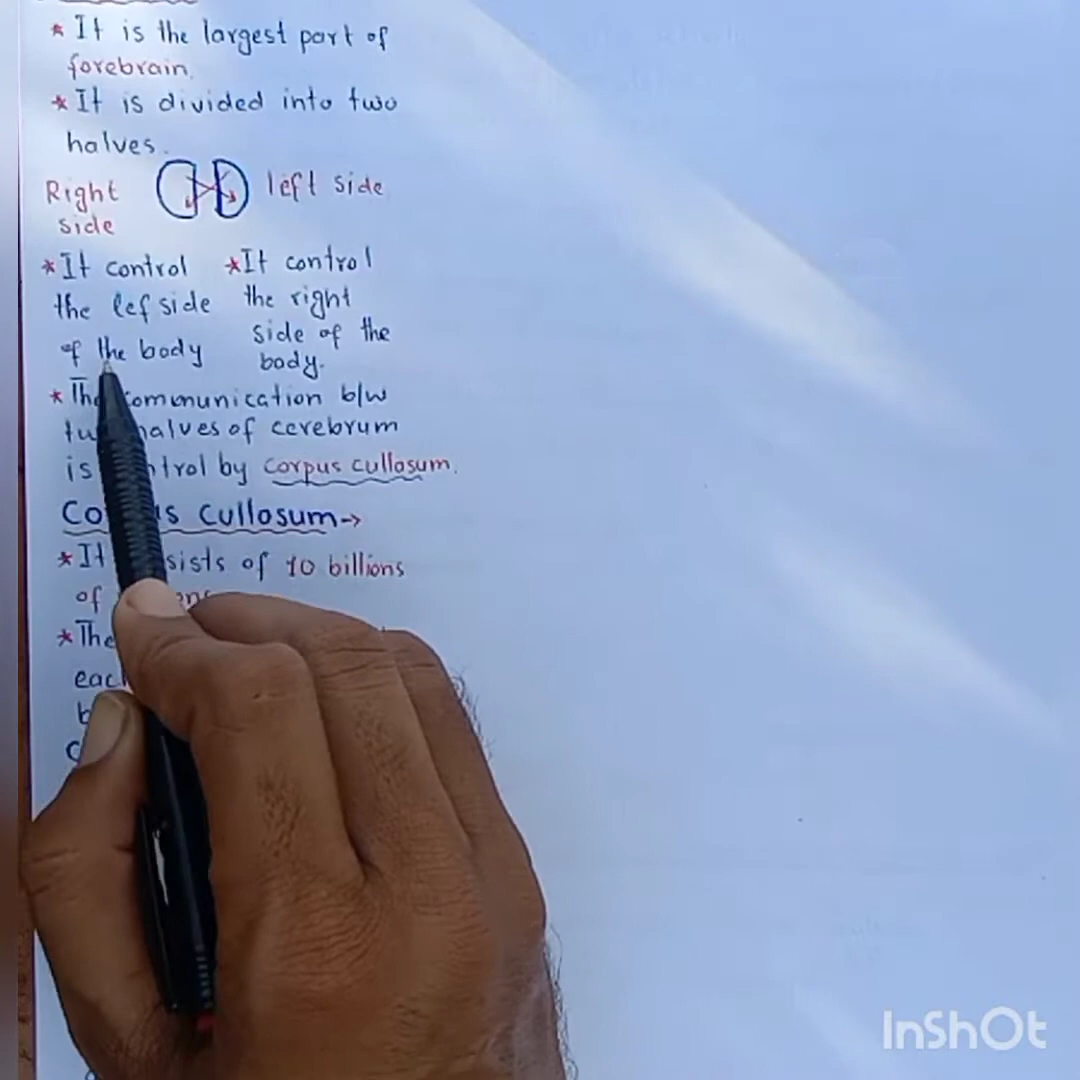 * It is the largest part of
forebrain.
* It is divided into two
halves.
Right side
left side
* It control
the lef side
of the body
* It control
the right
side of the
body.
* The communication b/w
halves of cerebrum
is by corpus cullosum.
Cullosum→
* It of 10 billions
of
* The
InShOt